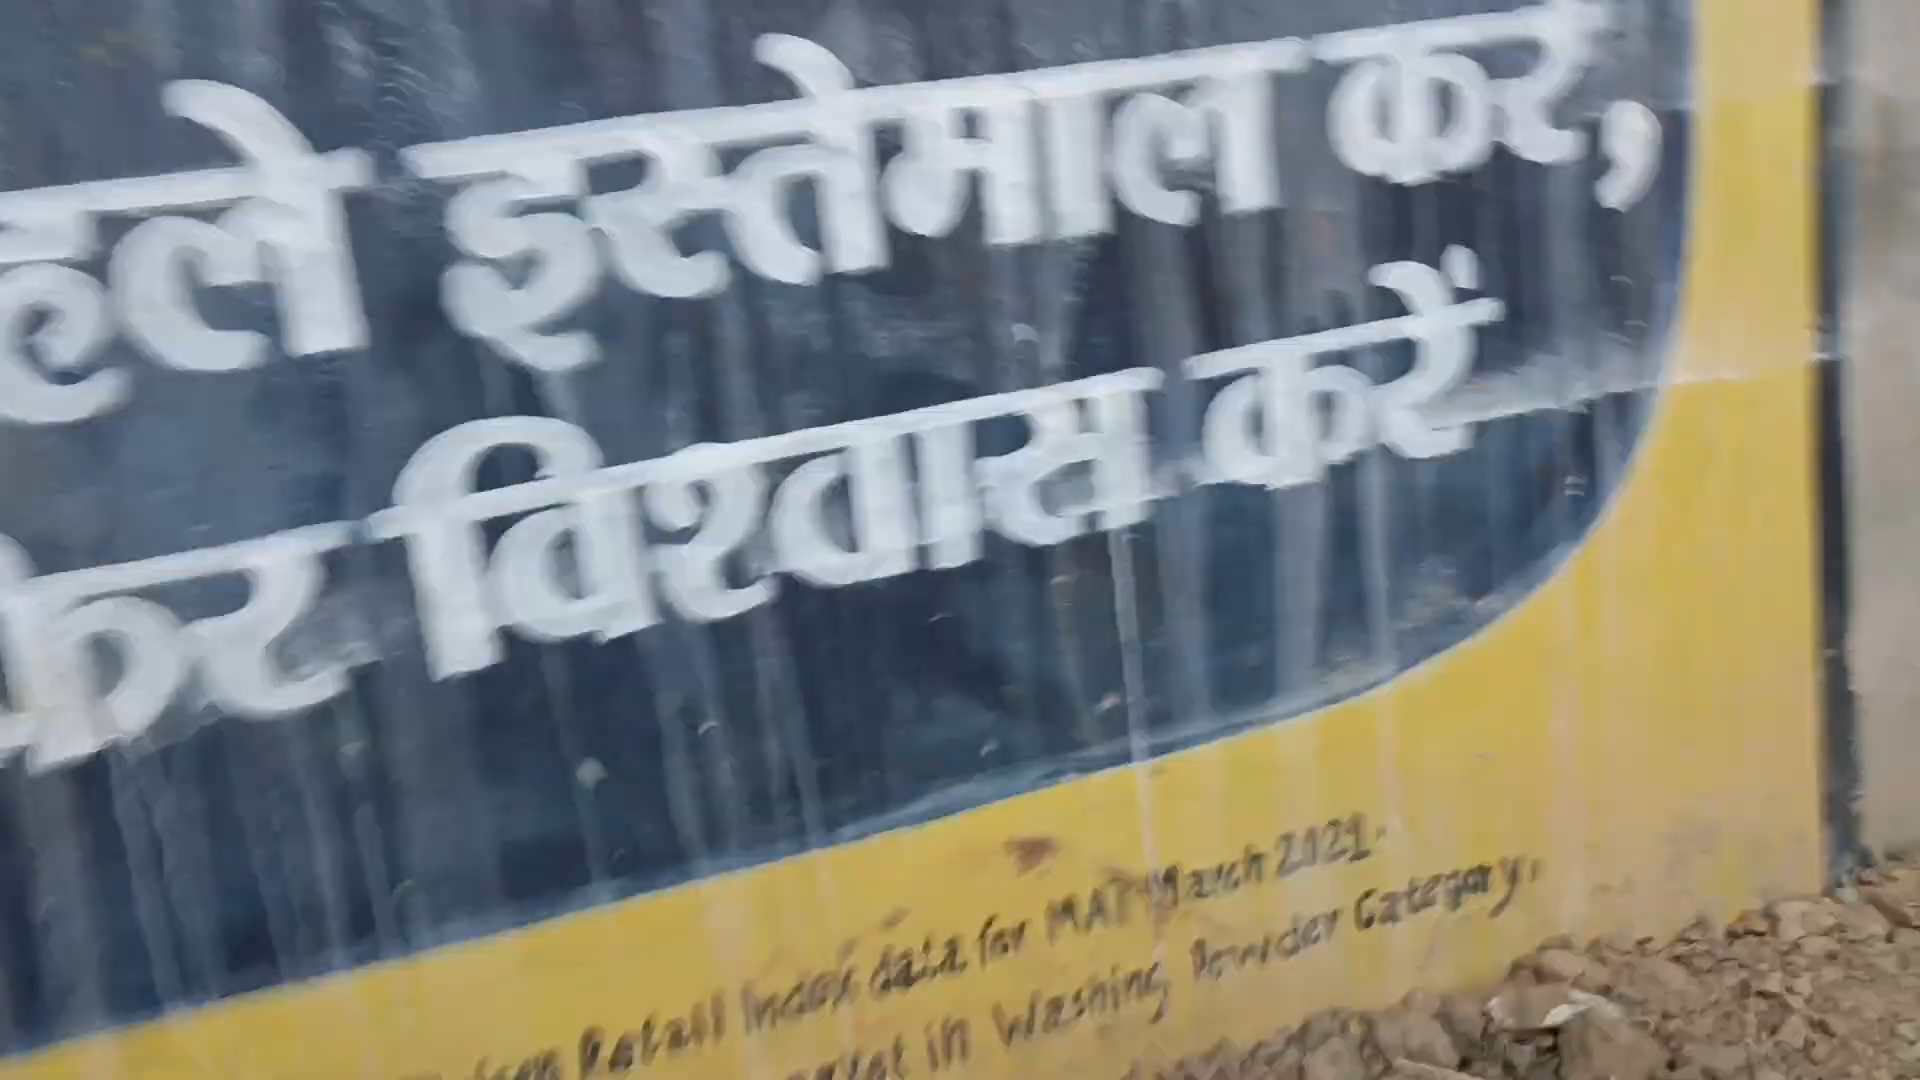 हले इस्तेमाल करें,
फिर विश्वास करें
Retail Index data for MAT March 2021.
in Washing Powder Category.